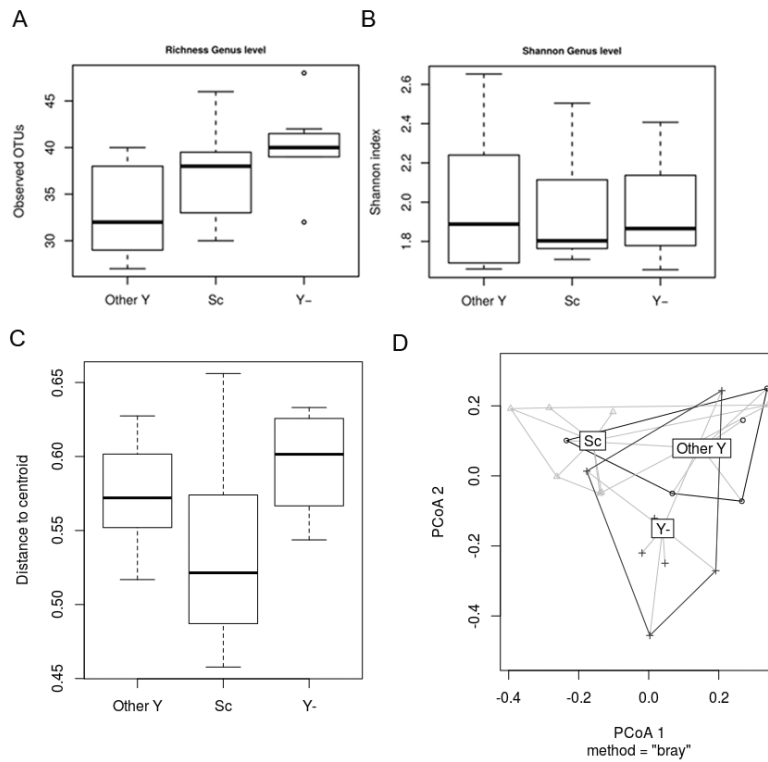 A
Richness Genus level
Observed OTUs
45
40
35
30
Other Y Sc Y–
B
Shannon Genus level
Shannon index
2.6
2.4
2.2
2.0
1.8
Other Y Sc Y–
C
Distance to centroid
0.65
0.60
0.55
0.50
0.45
Other Y Sc Y-
D
PCoA 2
0.2
0.0
-0.2
-0.4
Sc
Other Y
Y-
-0.4 -0.2 0.0 0.2
PCoA 1
method = "bray"